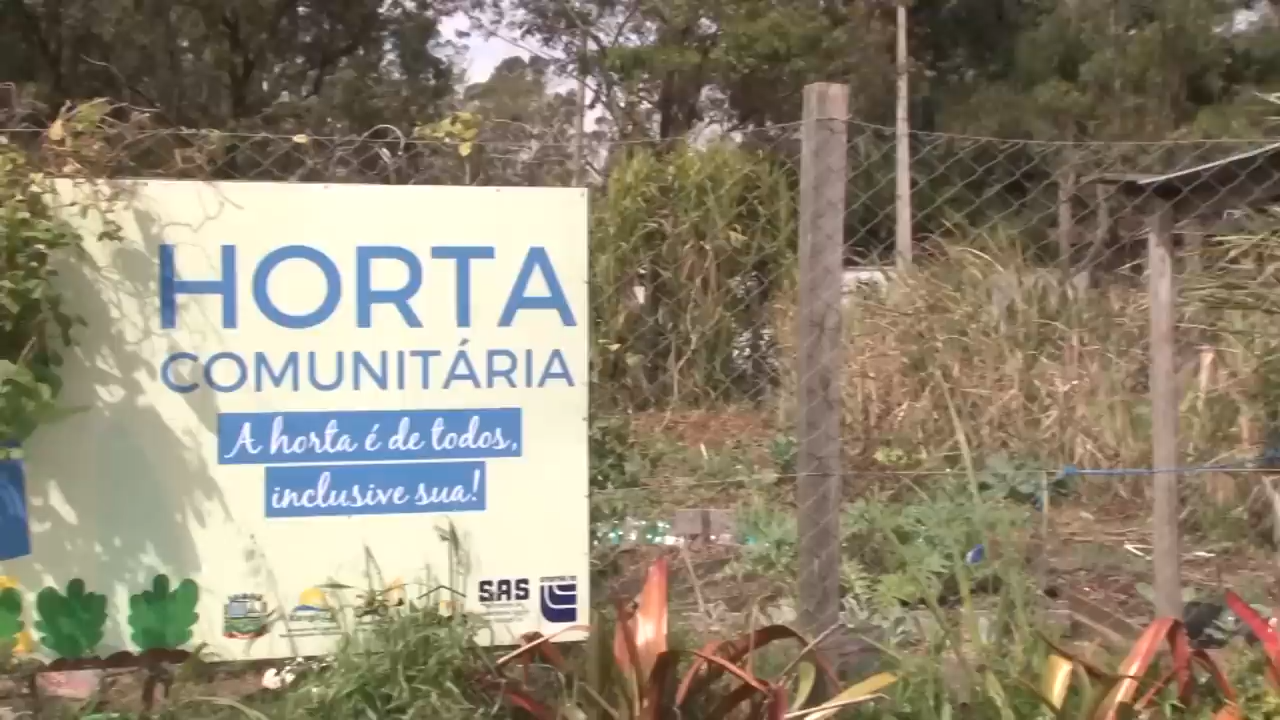 HORTA
COMUNITÁRIA
A horta é de todos,
inclusive sua!
SAS